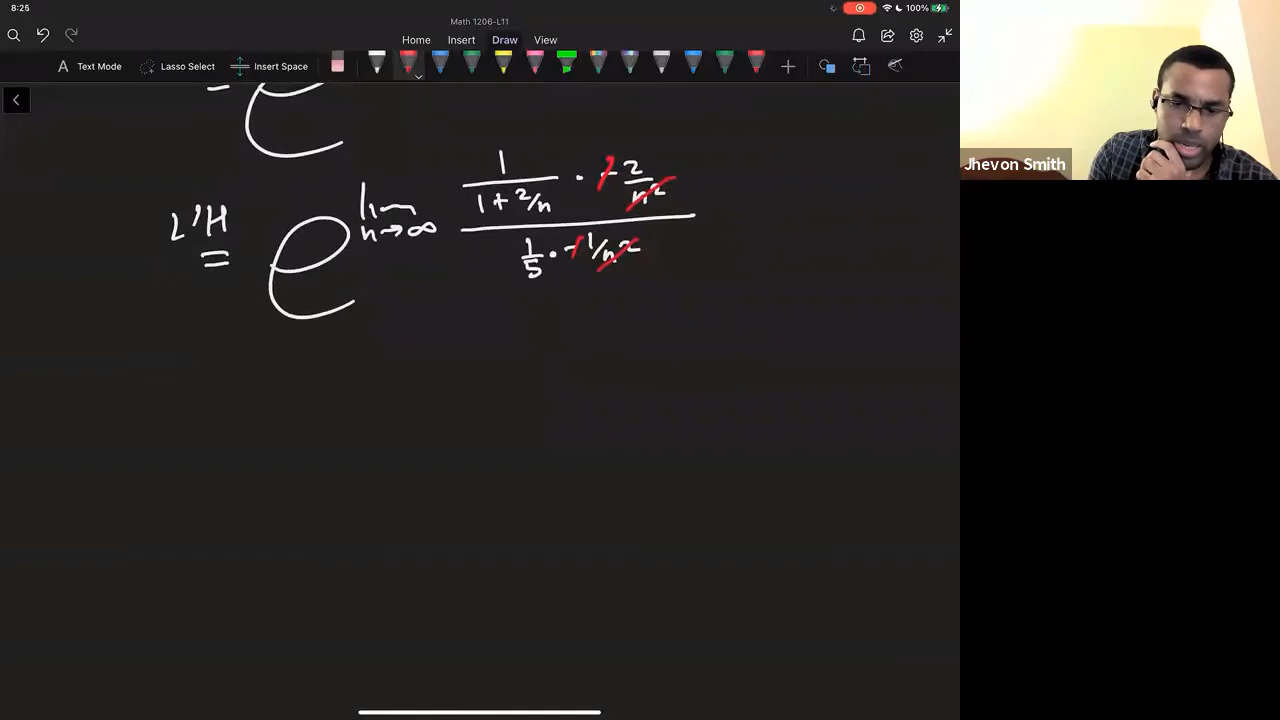 8:25
100%
Math 1206-L11
Home Insert Draw View
Text Mode Lasso Select Insert Space
Jhevon Smith
=
e
L'H
=
e
lim
n→∞
1
1+2/n
· -2
n²
1
5
· -1/n²